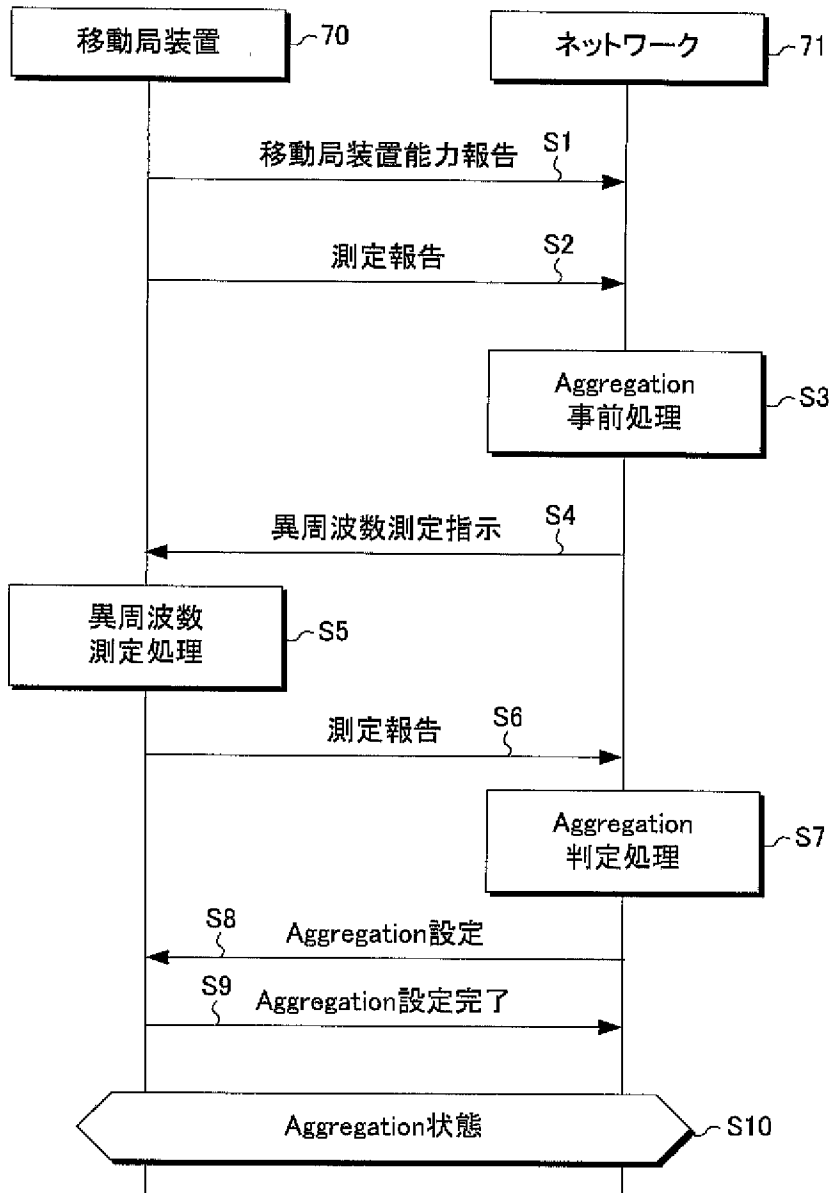 移動局装置 70
ネットワーク 71
移動局装置能力報告 S1
測定報告 S2
Aggregation
事前処理
S3
異周波数測定指示 S4
異周波数
測定処理
S5
測定報告 S6
Aggregation
判定処理
S7
S8 Aggregation設定
S9 Aggregation設定完了
Aggregation状態 S10